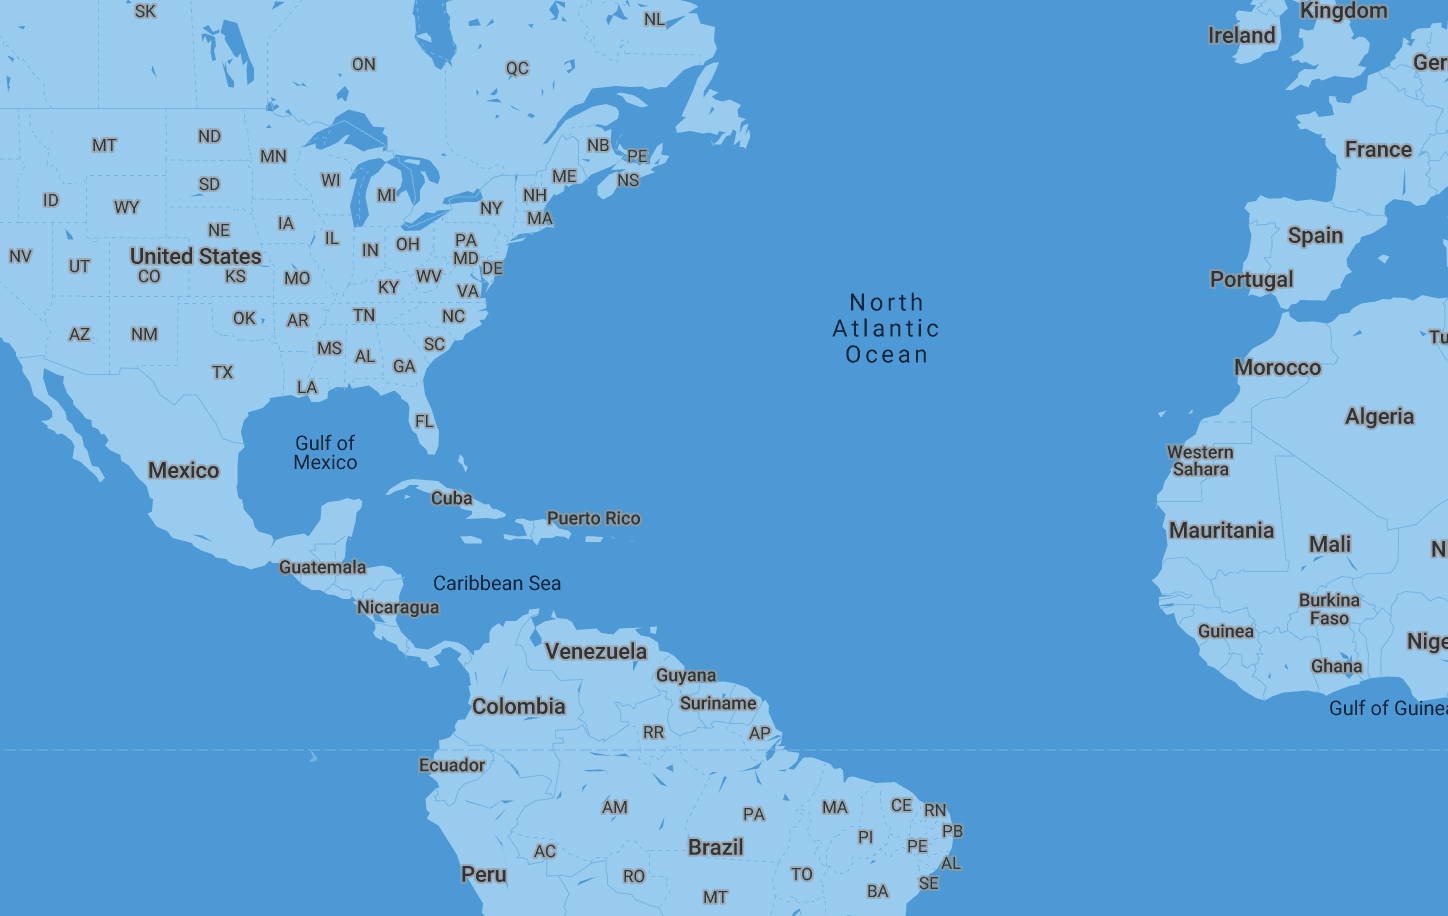 SK
NL
Kingdom
Ireland
ON
QC
Ger
MT
ND
MN
NB
PE
France
WI
ME
NS
ID
WY
SD
MI
NH
NY
MA
NE
IA
IL
IN
OH
PA
Spain
NV
UT
United States
CO
KS
MO
KY
WV
MD
DE
VA
Portugal
North
Atlantic
Ocean
AZ
NM
OK
AR
TN
NC
Tu
TX
MS
AL
GA
SC
Morocco
LA
FL
Algeria
Gulf of
Mexico
Mexico
Western
Sahara
Cuba
Puerto Rico
Mauritania
Mali
N
Guatemala
Caribbean Sea
Nicaragua
Burkina
Faso
Guinea
Nige
Venezuela
Guyana
Ghana
Colombia
Suriname
Gulf of Guinea
RR
AP
Ecuador
AM
PA
MA
CE
RN
PI
PE
PB
AC
Brazil
AL
Peru
RO
TO
SE
MT
BA